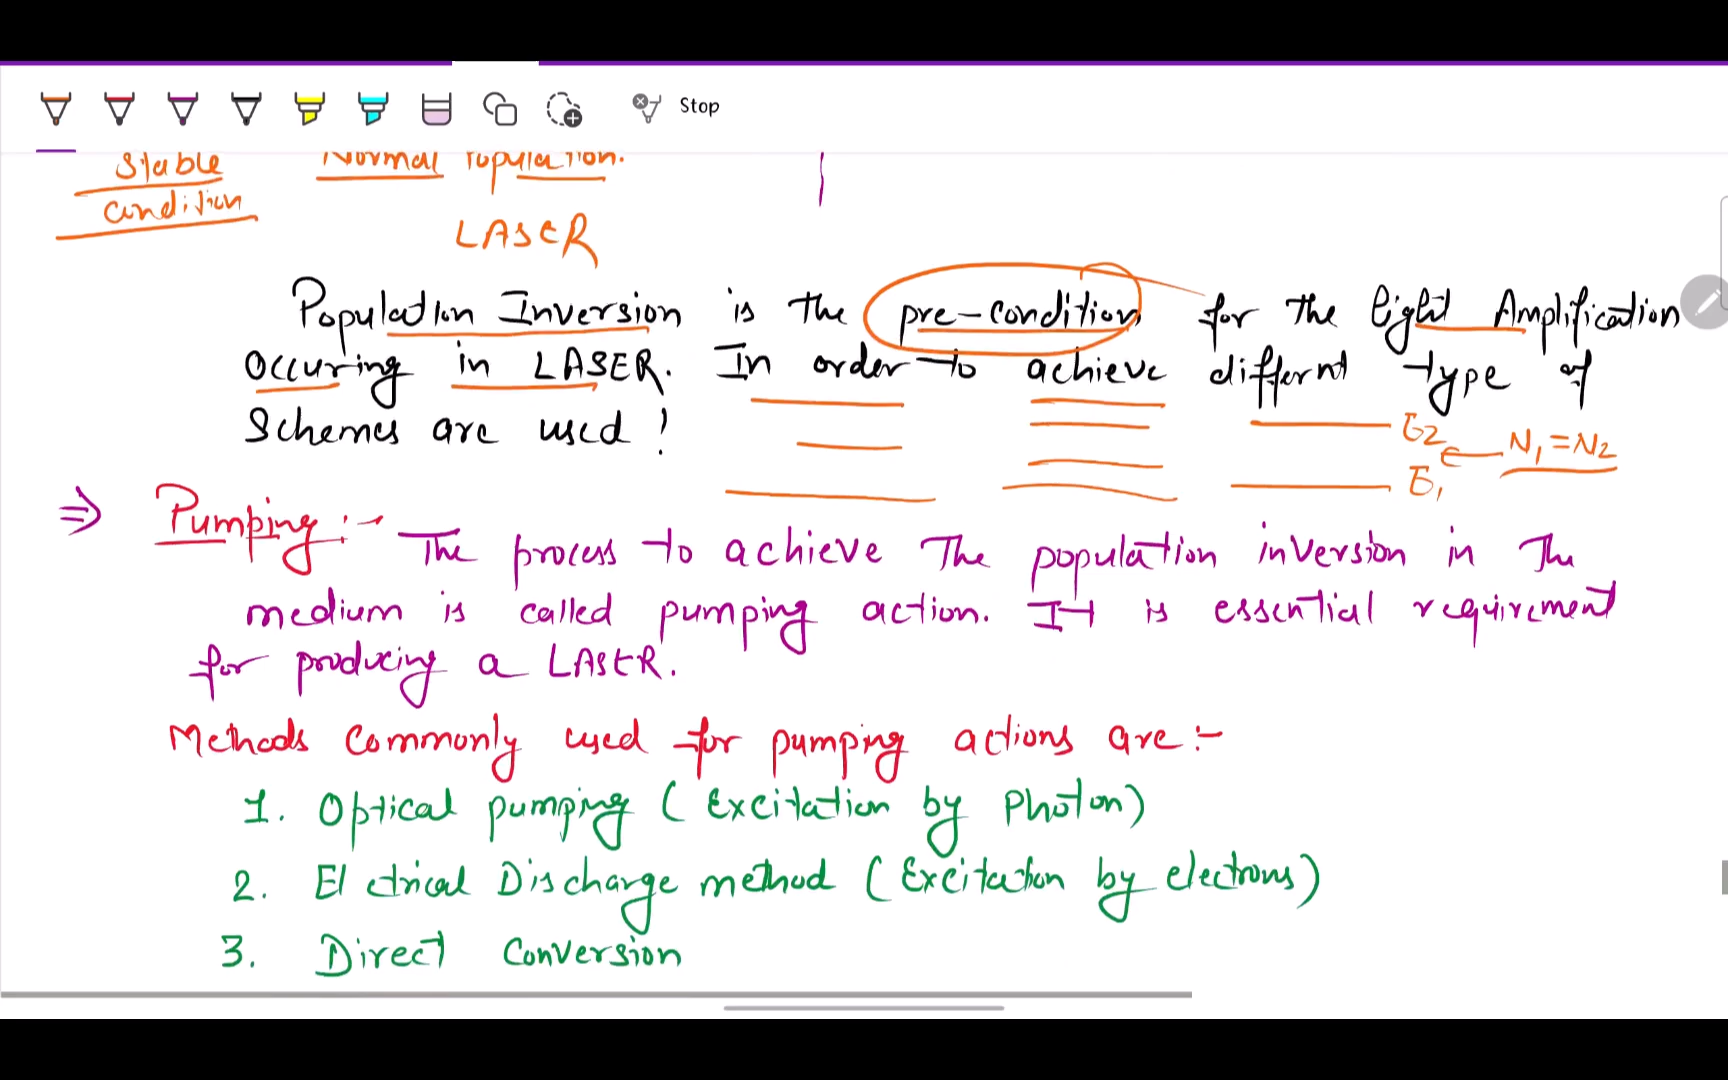 Stop
Stable Normal Population.
condition
LASER
Population Inversion is the pre-condition for the light Amplification
Occuring in LASER. In order to achieve differnt type of
Schemes are used!
E2 N1=N2
E1
⇒ Pumping:- The process to achieve The population inversion in The
medium is called pumping action. It is essential requirement
for producing a LASER.
Methods Commonly used for pumping actions are:-
1. Optical pumping (Excitation by Photon)
2. Electrical Discharge method (Excitation by electrons)
3. Direct Conversion